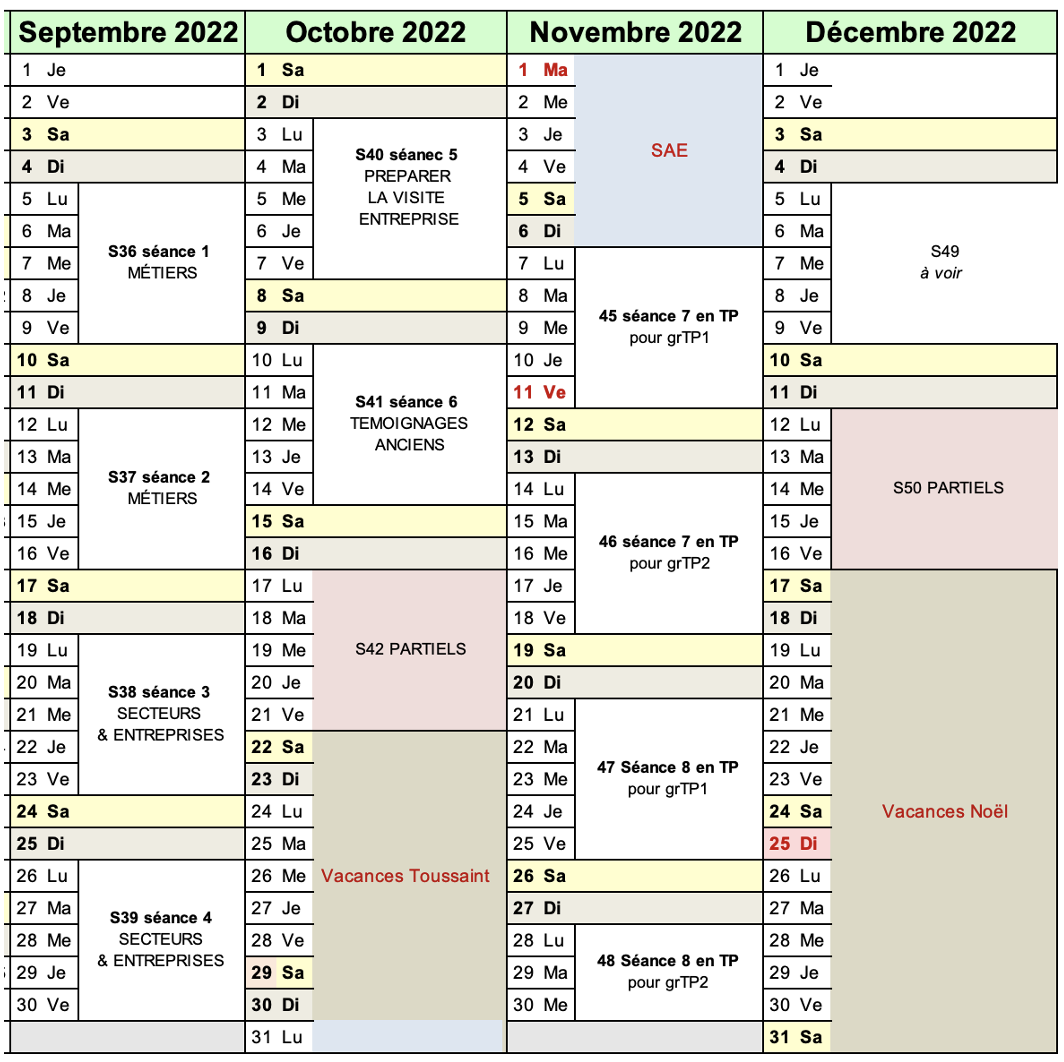 Septembre 2022
1 Je
2 Ve
3 Sa
4 Di
5 Lu
6 Ma
7 Me
8 Je
9 Ve
S36 séance 1
MÉTIERS
10 Sa
11 Di
12 Lu
13 Ma
14 Me
15 Je
16 Ve
S37 séance 2
MÉTIERS
17 Sa
18 Di
19 Lu
20 Ma
21 Me
22 Je
23 Ve
S38 séance 3
SECTEURS
& ENTREPRISES
24 Sa
25 Di
26 Lu
27 Ma
28 Me
29 Je
30 Ve
S39 séance 4
SECTEURS
& ENTREPRISES
Octobre 2022
1 Sa
2 Di
3 Lu
4 Ma
5 Me
6 Je
7 Ve
S40 séanec 5
PREPARER
LA VISITE
ENTREPRISE
8 Sa
9 Di
10 Lu
11 Ma
12 Me
13 Je
14 Ve
S41 séance 6
TEMOIGNAGES
ANCIENS
15 Sa
16 Di
17 Lu
18 Ma
19 Me
20 Je
21 Ve
S42 PARTIELS
22 Sa
23 Di
24 Lu
25 Ma
26 Me
27 Je
28 Ve
29 Sa
30 Di
31 Lu
Vacances Toussaint
Novembre 2022
1 Ma
2 Me
3 Je
4 Ve
5 Sa
6 Di
SAE
7 Lu
8 Ma
9 Me
10 Je
11 Ve
45 séance 7 en TP
pour grTP1
12 Sa
13 Di
14 Lu
15 Ma
16 Me
17 Je
18 Ve
46 séance 7 en TP
pour grTP2
19 Sa
20 Di
21 Lu
22 Ma
23 Me
24 Je
25 Ve
47 Séance 8 en TP
pour grTP1
26 Sa
27 Di
28 Lu
29 Ma
30 Me
48 Séance 8 en TP
pour grTP2
Décembre 2022
1 Je
2 Ve
3 Sa
4 Di
5 Lu
6 Ma
7 Me
8 Je
9 Ve
S49
à voir
10 Sa
11 Di
12 Lu
13 Ma
14 Me
15 Je
16 Ve
S50 PARTIELS
17 Sa
18 Di
19 Lu
20 Ma
21 Me
22 Je
23 Ve
24 Sa
25 Di
26 Lu
27 Ma
28 Me
29 Je
30 Ve
31 Sa
Vacances Noël